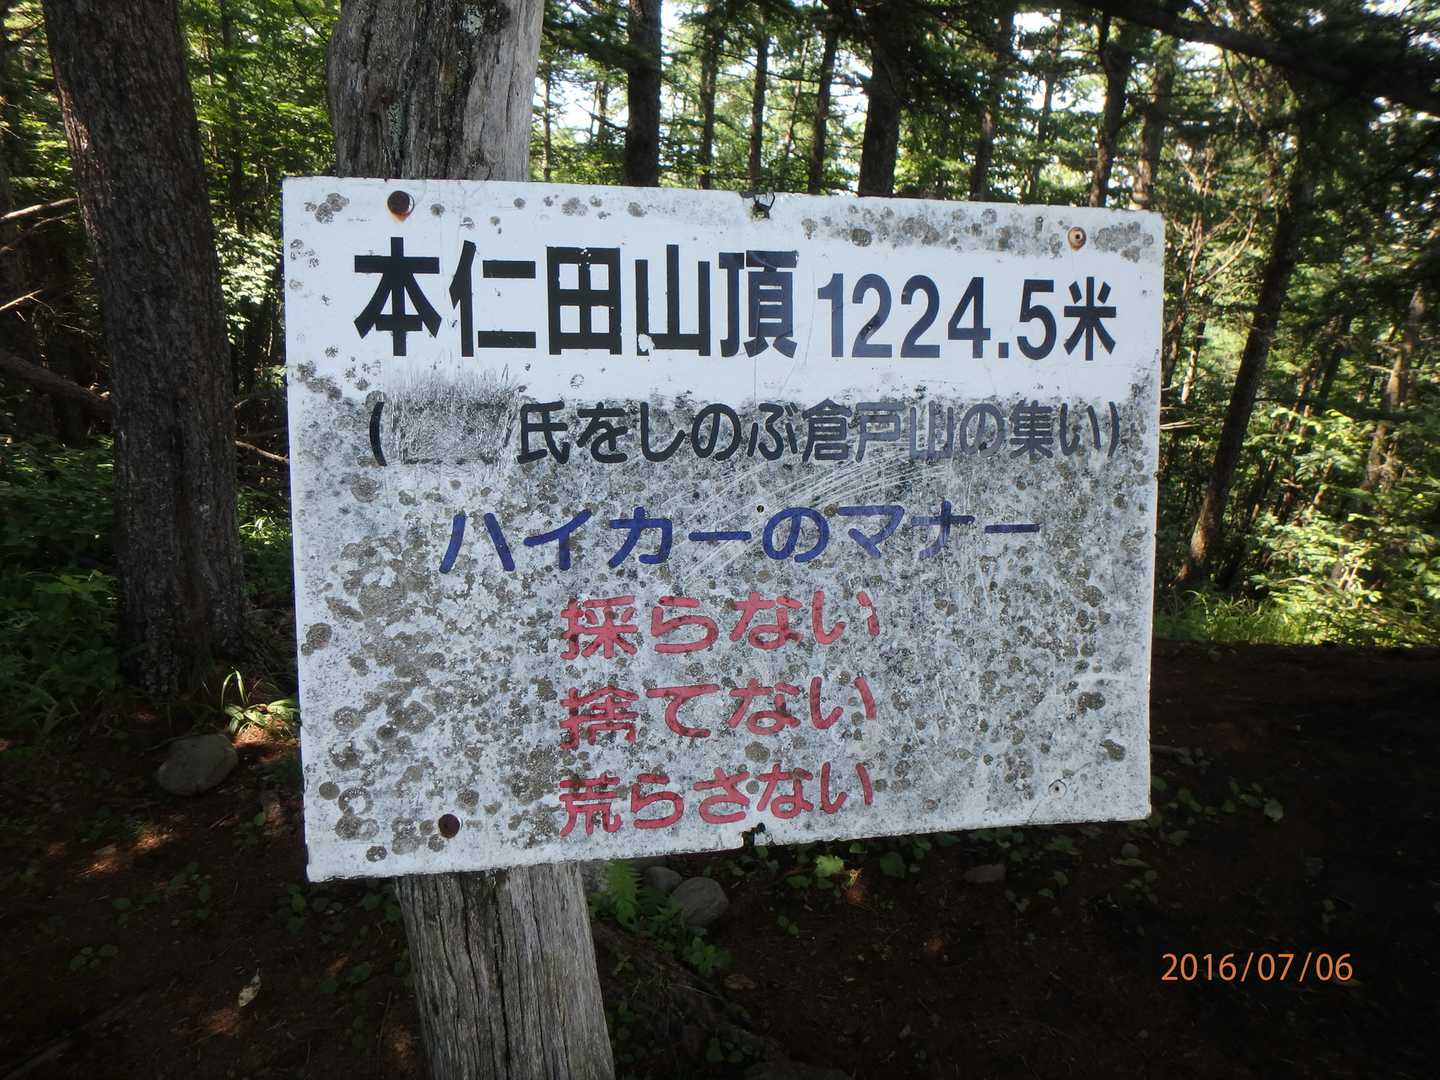 本仁田山頂 1224.5米
( 氏をしのぶ倉戸山の集い)
ハイカーのマナー
採らない
捨てない
荒らさない
2016/07/06